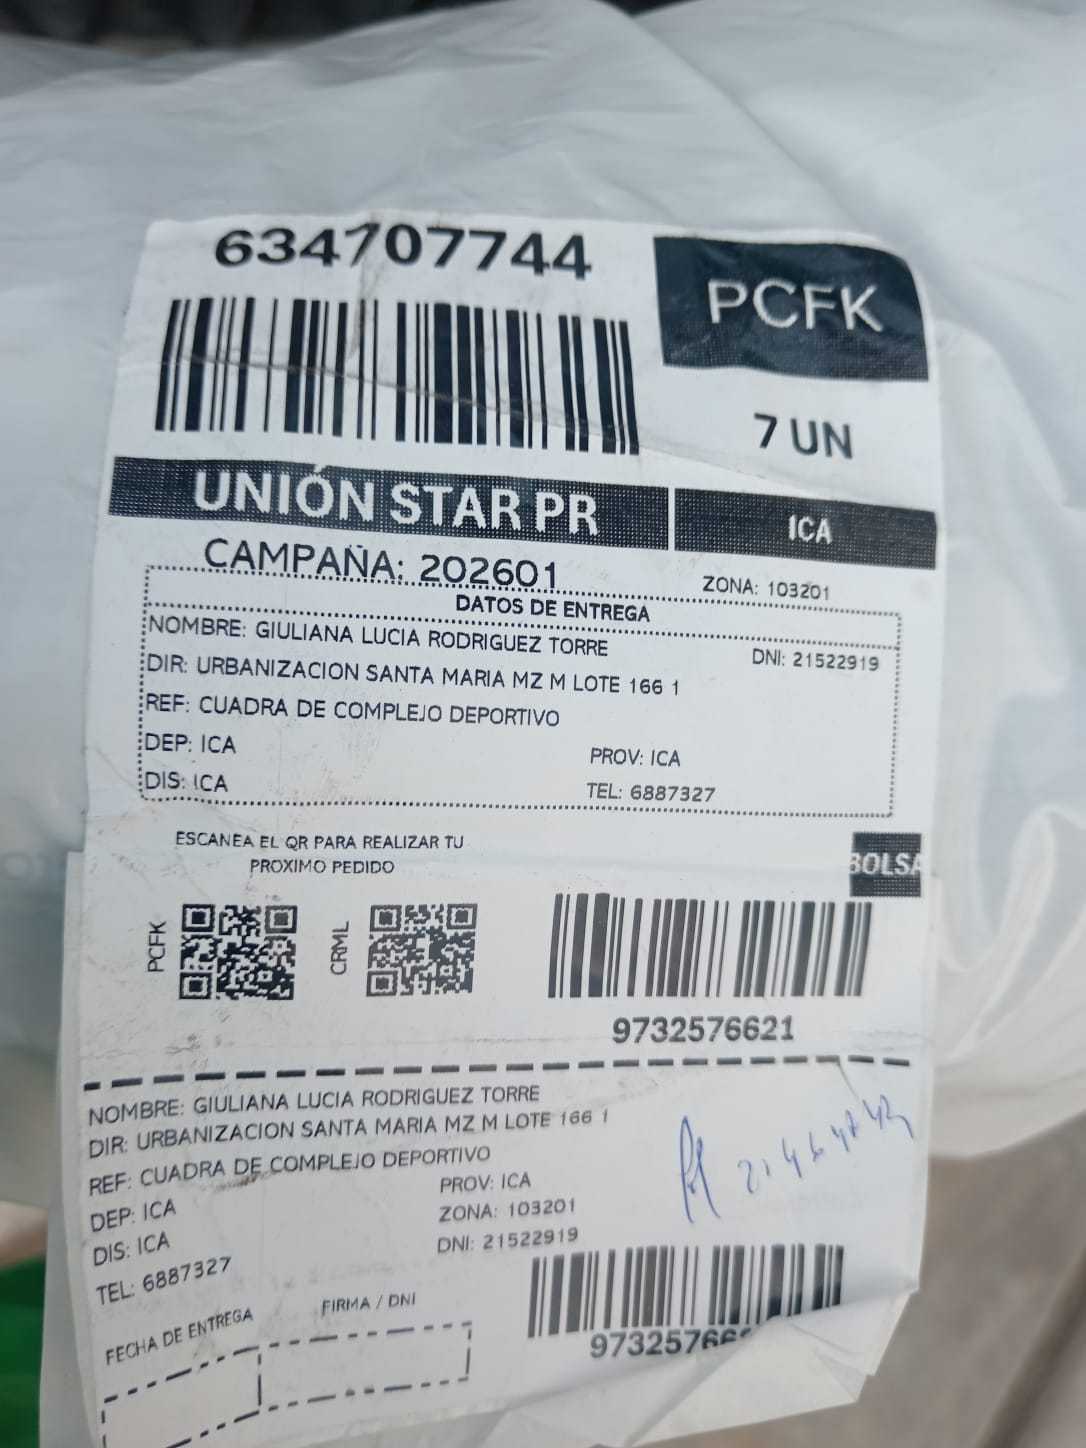 634707744
PCFK
7 UN
UNIÓN STAR PR
ICA
CAMPAÑA: 202601
ZONA: 103201
DATOS DE ENTREGA
NOMBRE: GIULIANA LUCIA RODRIGUEZ TORRE
DNI: 21522919
DIR: URBANIZACION SANTA MARIA MZ M LOTE 166 1
REF: CUADRA DE COMPLEJO DEPORTIVO
DEP: ICA
PROV: ICA
DIS: ICA
TEL: 6887327
ESCANEA EL QR PARA REALIZAR TU
PROXIMO PEDIDO
BOLSA
PCFK
CRML
9732576621
NOMBRE: GIULIANA LUCIA RODRIGUEZ TORRE
DIR: URBANIZACION SANTA MARIA MZ M LOTE 166 1
REF: CUADRA DE COMPLEJO DEPORTIVO
DEP: ICA
PROV: ICA
DIS: ICA
ZONA: 103201
TEL: 6887327
DNI: 21522919
FECHA DE ENTREGA
FIRMA / DNI